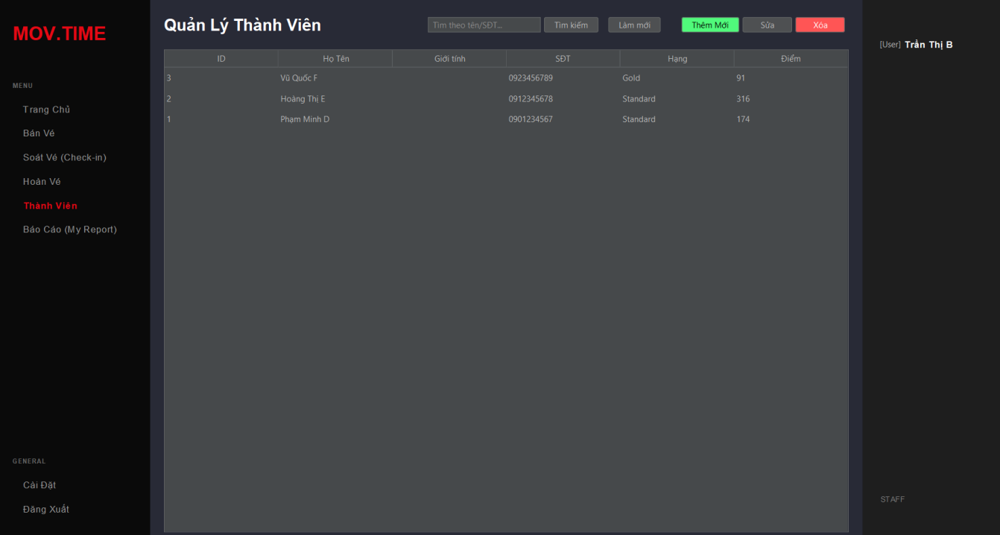 MOV.TIME
MENU
Trang Chủ
Bán Vé
Soát Vé (Check-in)
Hoàn Vé
Thành Viên
Báo Cáo (My Report)
GENERAL
Cài Đặt
Đăng Xuất
Quản Lý Thành Viên
Tìm theo tên/SĐT...
Tìm kiếm
Làm mới
Thêm Mới
Sửa
Xóa
ID Họ Tên Giới tính SĐT Hạng Điểm
3 Vũ Quốc F 0923456789 Gold 91
2 Hoàng Thị E 0912345678 Standard 316
1 Phạm Minh D 0901234567 Standard 174
[User] Trần Thị B
STAFF